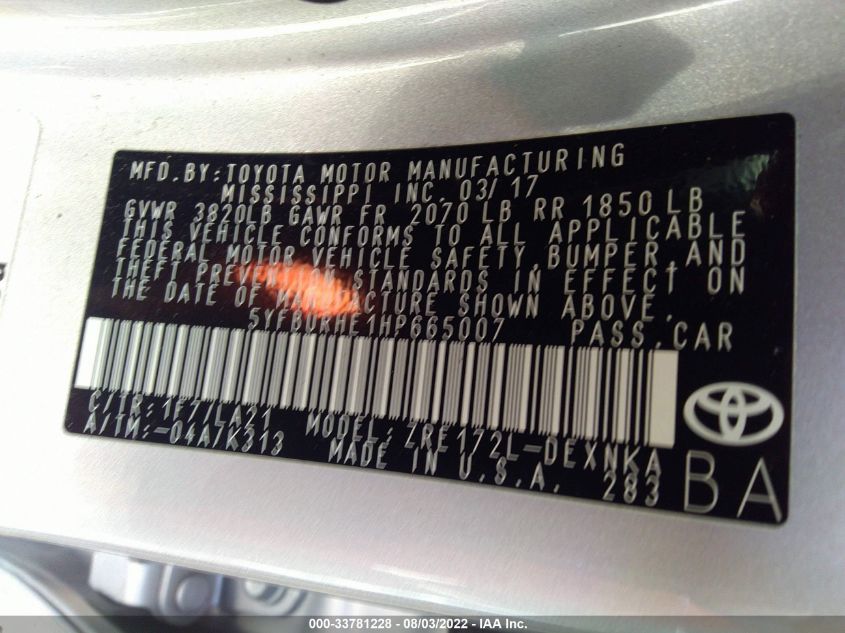 MFD.BY:TOYOTA MOTOR MANUFACTURING
MISSISSIPPI INC. 03/17
GVWR 3820LB GAWR FR 2070 LB RR 1850 LB
THIS VEHICLE CONFORMS TO ALL APPLICABLE
FEDERAL MOTOR VEHICLE SAFETY,BUMPER,AND
THEFT PREVENTION STANDARDS IN EFFECT ON
THE DATE OF MANUFACTURE SHOWN ABOVE.
5YFBURHE1HP665007 PASS.CAR
C/TR:1F7/LA21 MODEL:ZRE172L-DEXNKA
A/TM:-04A/K313 MADE IN U.S.A. 283
BA
000-33781228 - 08/03/2022 - IAA Inc.